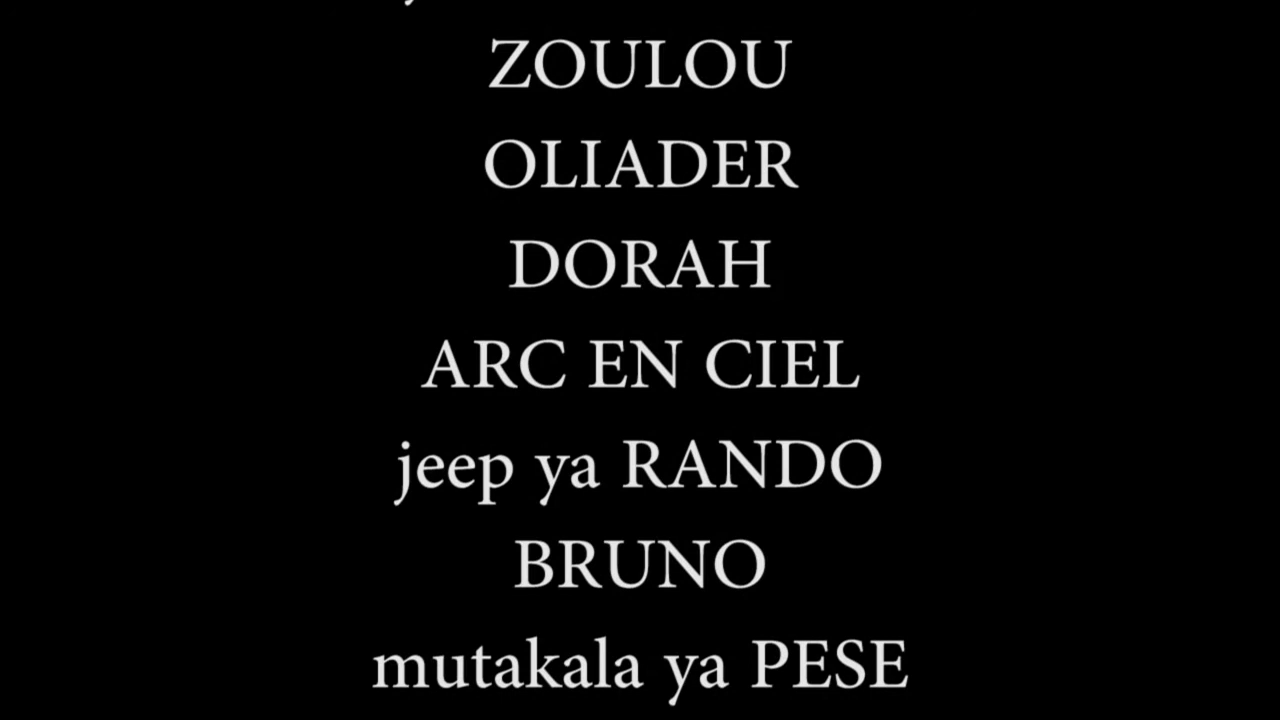 ZOULOU
OLIADER
DORAH
ARC EN CIEL
jeep ya RANDO
BRUNO
mutakala ya PESE